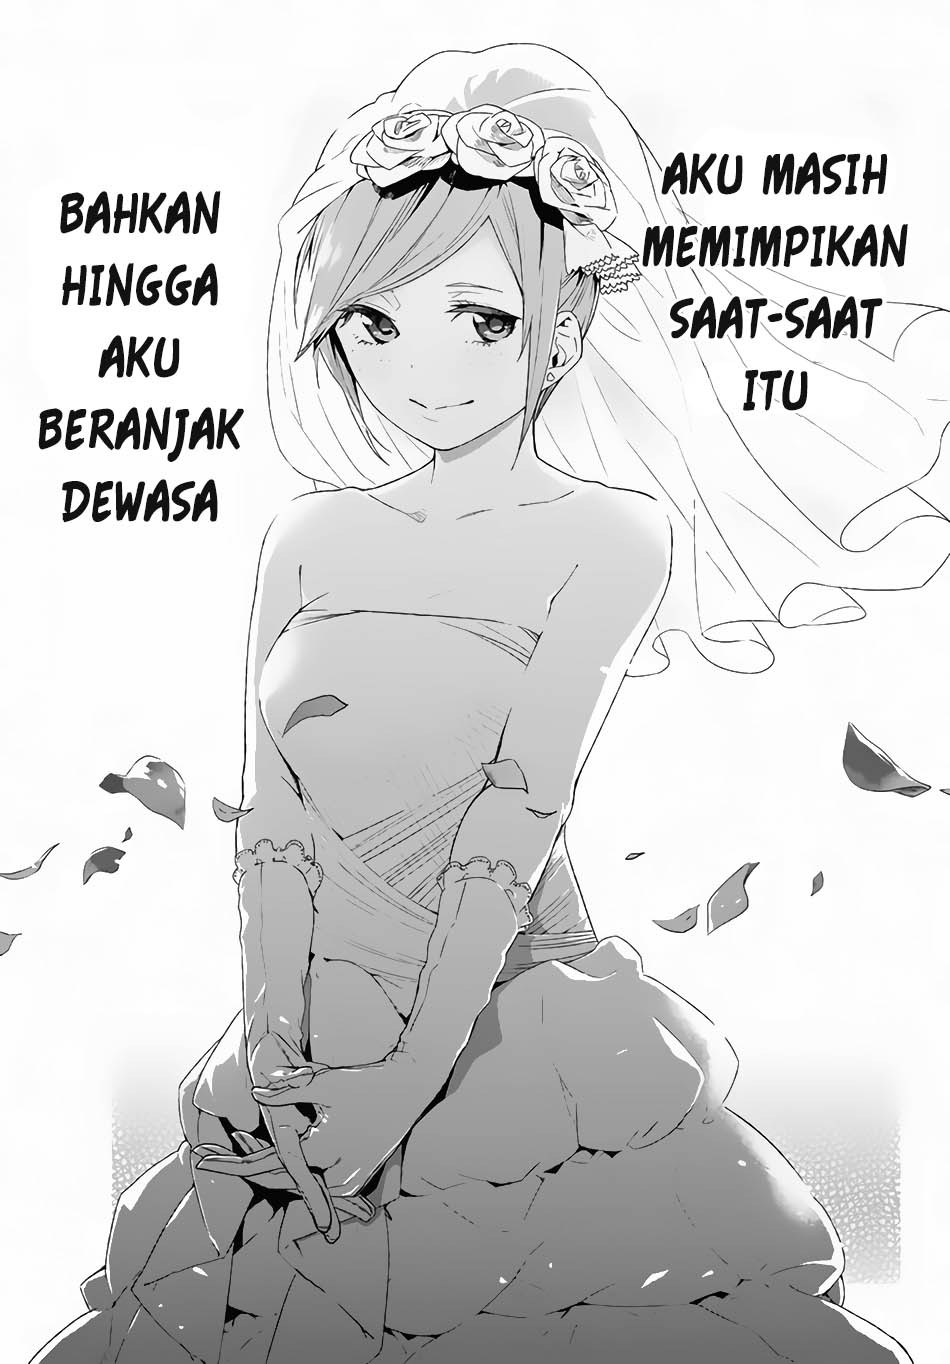 AKU MASIH
MEMIMPIKAN
SAAT-SAAT
ITU
BAHKAN
HINGGA
AKU
BERANJAK
DEWASA